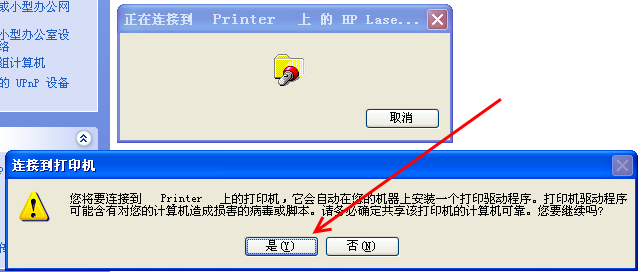 或小型办公网
小型办公室设
络
组计算机
的 UPnP 设备
正在连接到 Printer 上 的 HP Lase...
取消
连接到打印机
您将要连接到 Printer 上的打印机，它会自动在您的机器上安装一个打印驱动程序。打印机驱动程序
可能含有对您的计算机造成损害的病毒或脚本。请务必确定共享该打印机的计算机可靠。您要继续吗?
是(Y)
否(N)